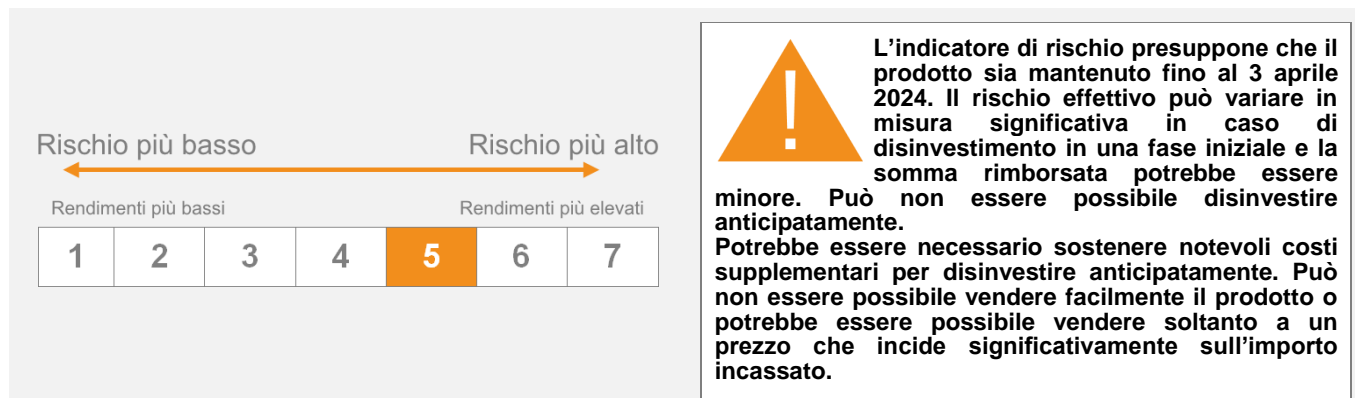 Rischio più basso
Rischio più alto
Rendimenti più bassi
Rendimenti più elevati
1 2 3 4 5 6 7
!
L'indicatore di rischio presuppone che il
prodotto sia mantenuto fino al 3 aprile
2024. Il rischio effettivo può variare in
misura significativa in caso di
disinvestimento in una fase iniziale e la
somma rimborsata potrebbe essere
minore. Può non essere possibile disinvestire
anticipatamente.
Potrebbe essere necessario sostenere notevoli costi
supplementari per disinvestire anticipatamente. Può
non essere possibile vendere facilmente il prodotto o
potrebbe essere possibile vendere soltanto a un
prezzo che incide significativamente sull'importo
incassato.